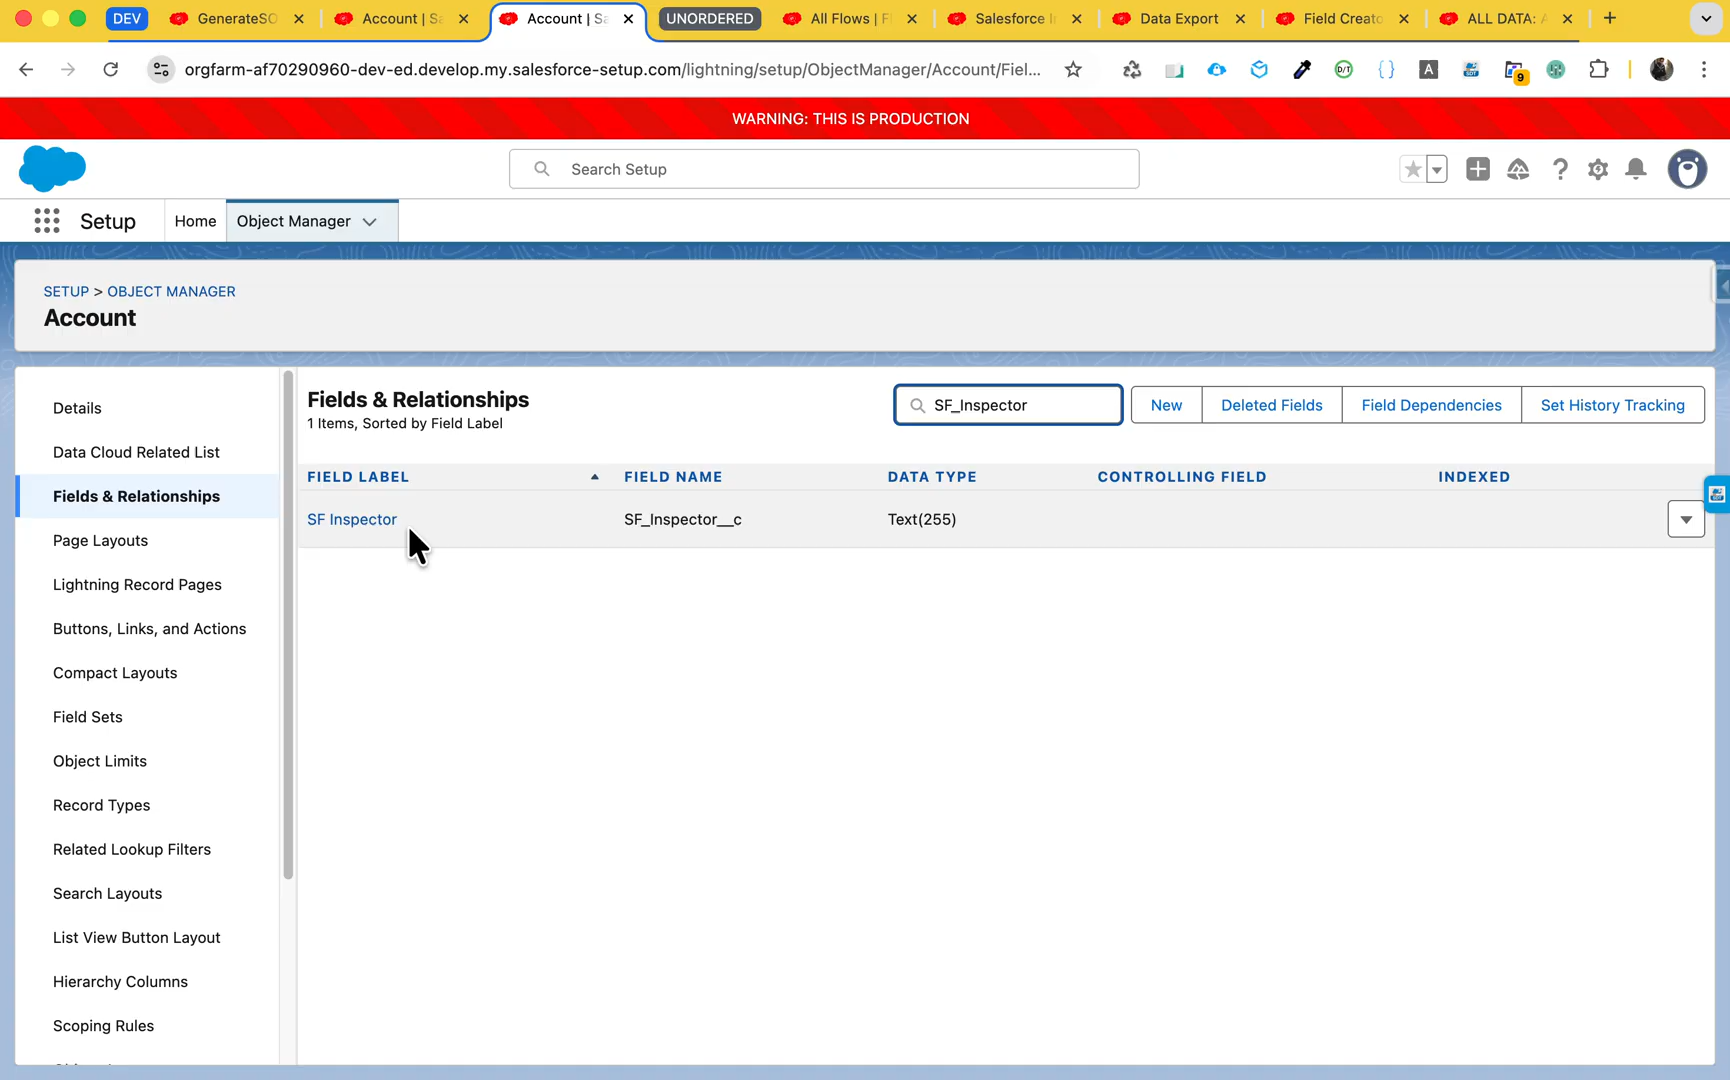 DEV
GenerateSO
Account | Sa
Account | Sa
UNORDERED
All Flows | F
Salesforce I
Data Export
Field Creato
ALL DATA: A
orgfarm-af70290960-dev-ed.develop.my.salesforce-setup.com/lightning/setup/ObjectManager/Account/Fiel...
D/T
{ }
A
9
WARNING: THIS IS PRODUCTION
Search Setup
Setup
Home
Object Manager
SETUP > OBJECT MANAGER
Account
Details
Data Cloud Related List
Fields & Relationships
Page Layouts
Lightning Record Pages
Buttons, Links, and Actions
Compact Layouts
Field Sets
Object Limits
Record Types
Related Lookup Filters
Search Layouts
List View Button Layout
Hierarchy Columns
Scoping Rules
Fields & Relationships
1 Items, Sorted by Field Label
SF_Inspector
New
Deleted Fields
Field Dependencies
Set History Tracking
FIELD LABEL
FIELD NAME
DATA TYPE
CONTROLLING FIELD
INDEXED
SF Inspector
SF_Inspector__c
Text(255)